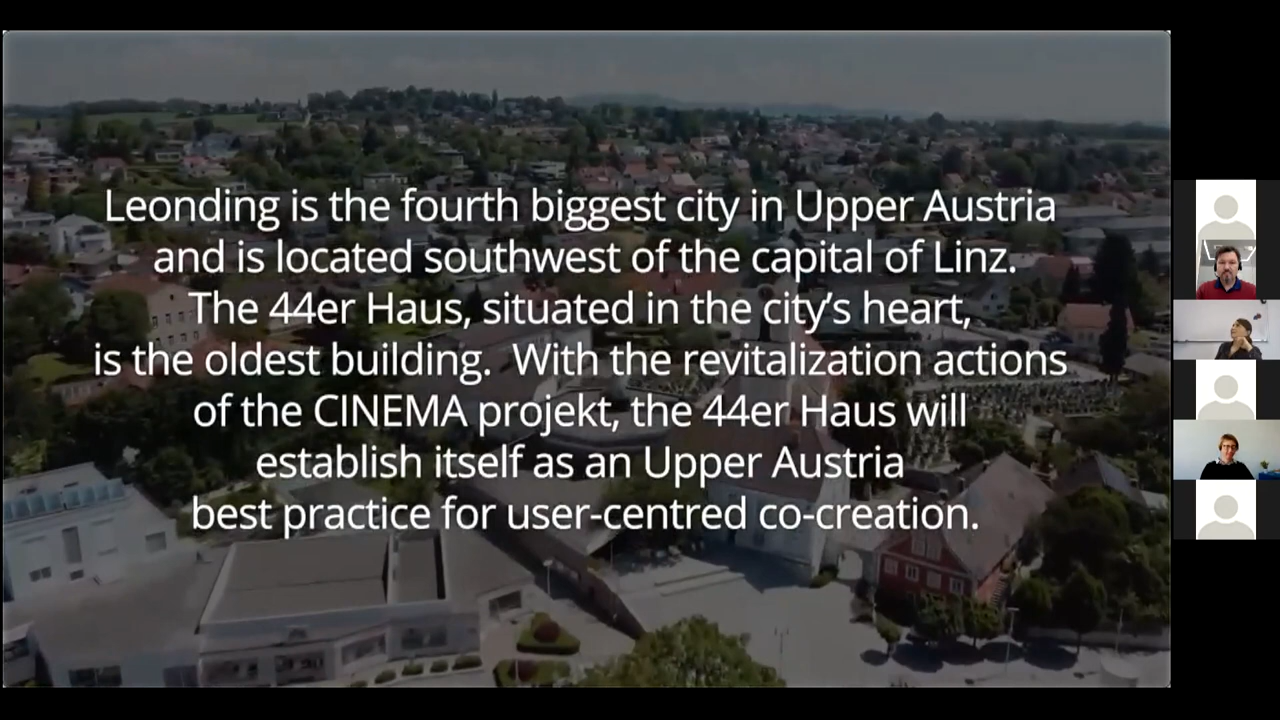 Leonding is the fourth biggest city in Upper Austria
and is located southwest of the capital of Linz.
The 44er Haus, situated in the city’s heart,
is the oldest building.  With the revitalization actions
of the CINEMA projekt, the 44er Haus will
establish itself as an Upper Austria
best practice for user-centred co-creation.